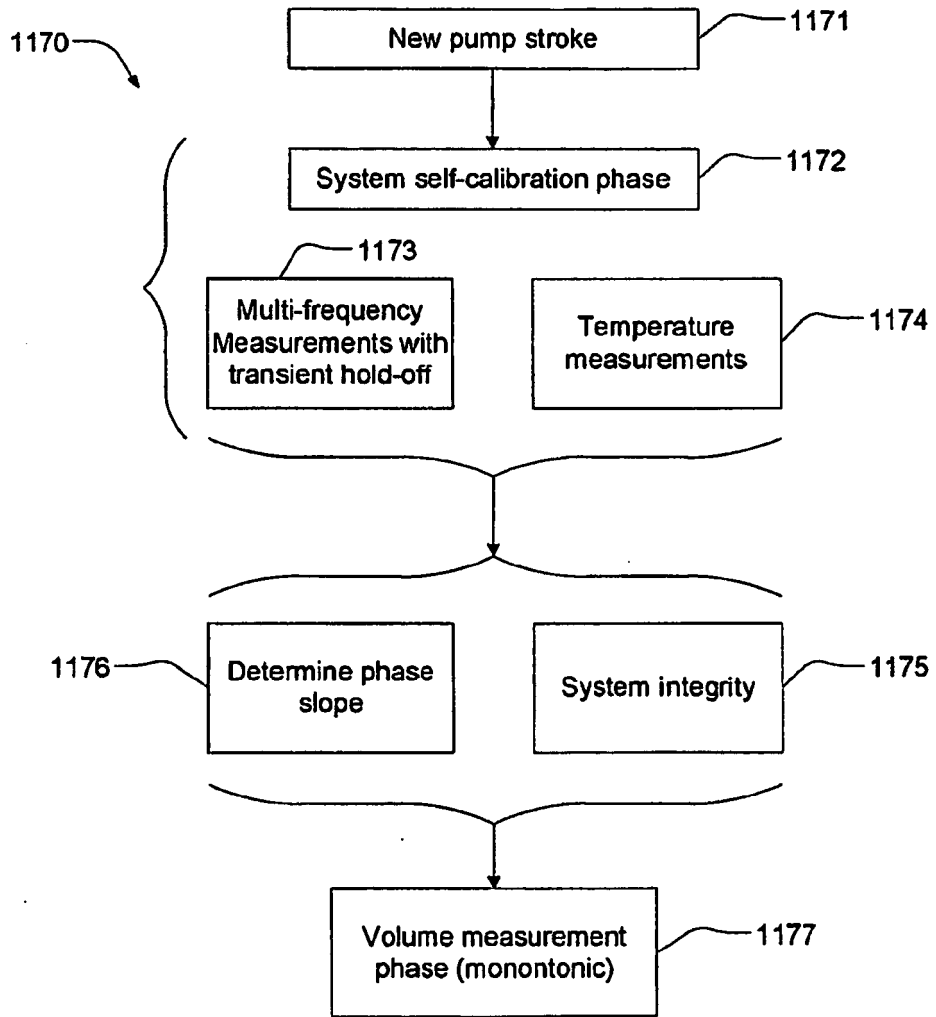 1170
New pump stroke
1171
System self-calibration phase
1172
1173
Multi-frequency
Measurements with
transient hold-off
Temperature
measurements
1174
1176
Determine phase
slope
System integrity
1175
Volume measurement
phase (monontonic)
1177